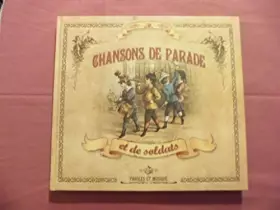 CHANSONS DE PARADE
et de soldats
PAROLES ET MUSIQUE